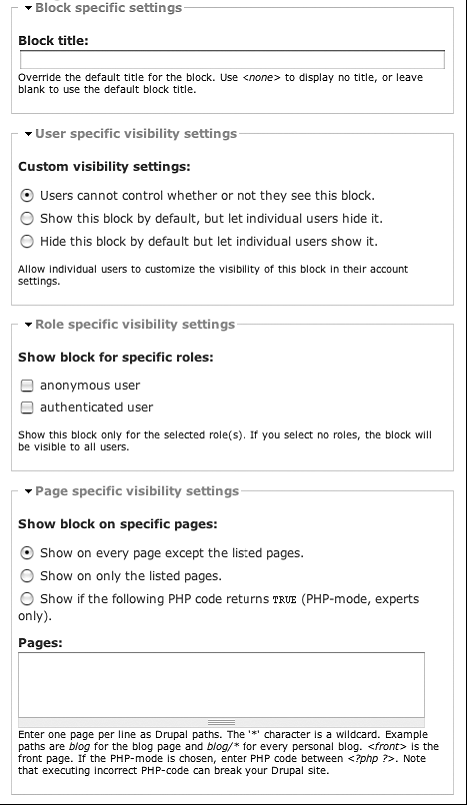 Block specific settings
Block title:
Override the default title for the block. Use <none> to display no title, or leave
blank to use the default block title.
User specific visibility settings
Custom visibility settings:
Users cannot control whether or not they see this block.
Show this block by default, but let individual users hide it.
Hide this block by default but let individual users show it.
Allow individual users to customize the visibility of this block in their account
settings.
Role specific visibility settings
Show block for specific roles:
anonymous user
authenticated user
Show this block only for the selected role(s). If you select no roles, the block will
be visible to all users.
Page specific visibility settings
Show block on specific pages:
Show on every page except the listed pages.
Show on only the listed pages.
Show if the following PHP code returns TRUE (PHP-mode, experts
only).
Pages:
Enter one page per line as Drupal paths. The '*' character is a wildcard. Example
paths are blog for the blog page and blog/* for every personal blog. <front> is the
front page. If the PHP-mode is chosen, enter PHP code between <?php ?>. Note
that executing incorrect PHP-code can break your Drupal site.